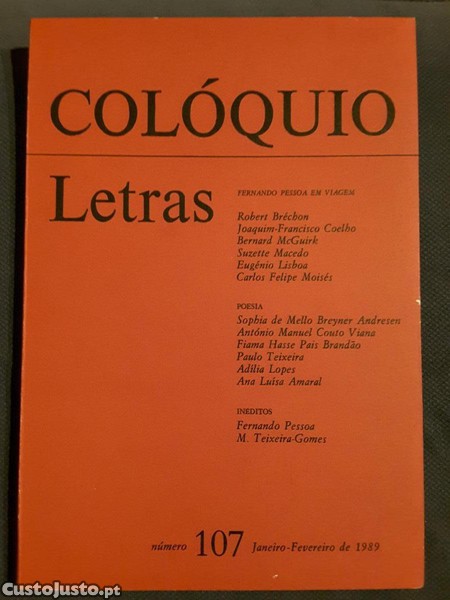 COLÓQUIO
Letras
FERNANDO PESSOA EM VIAGEM
Robert Bréchon
Joaquim-Francisco Coelho
Bernard McGuirk
Suzette Macedo
Eugénio Lisboa
Carlos Felipe Moisés
POESIA
Sophia de Mello Breyner Andresen
António Manuel Couto Viana
Fiama Hasse Pais Brandão
Paulo Teixeira
Adília Lopes
Ana Luísa Amaral
INÉDITOS
Fernando Pessoa
M. Teixeira-Gomes
número 107 Janeiro-Fevereiro de 1989
CustoJusto.pt